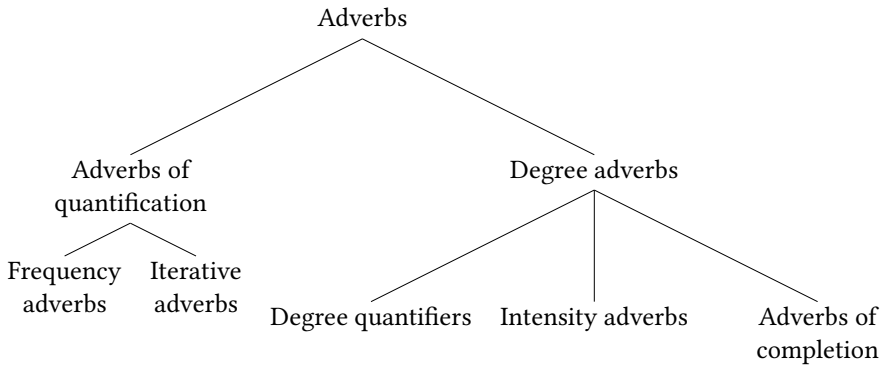 Adverbs
Adverbs of
quantification
Degree adverbs
Frequency
adverbs
Iterative
adverbs
Degree quantifiers
Intensity adverbs
Adverbs of
completion